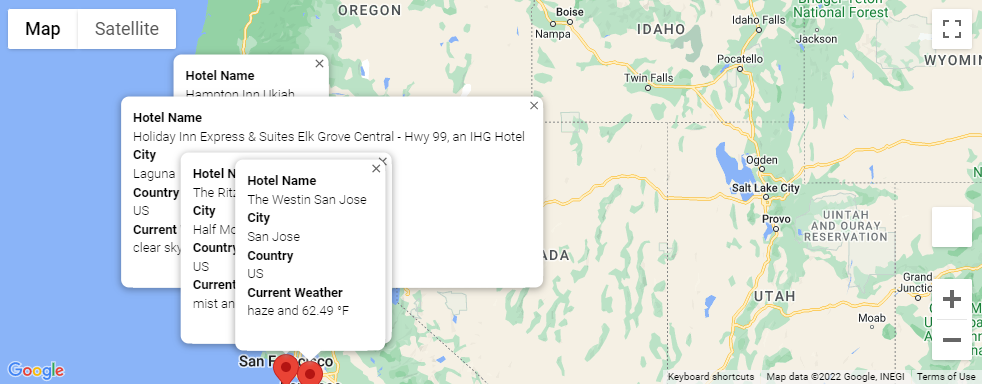 Map
Satellite
Hotel Name
Hampton Inn Ukiah
Hotel Name
Holiday Inn Express & Suites Elk Grove Central - Hwy 99, an IHG Hotel
City
Laguna
Country
US
Current
clear sky
Hotel N
The Ritz
City
Half Mo
Country
US
Current
mist an
Hotel Name
The Westin San Jose
City
San Jose
Country
US
Current Weather
haze and 62.49 °F
OREGON
IDAHO
Boise
Nampa
Idaho Falls
National Forest
Jackson
Pocatello
Twin Falls
WYOMIN
Ogden
Salt Lake City
Provo
UINTAH
AND OURAY
RESERVATION
ADA
UTAH
Grand
Junction
Moab
San Francisco
Google
Keyboard shortcuts
Map data ©2022 Google, INEGI
Terms of Use